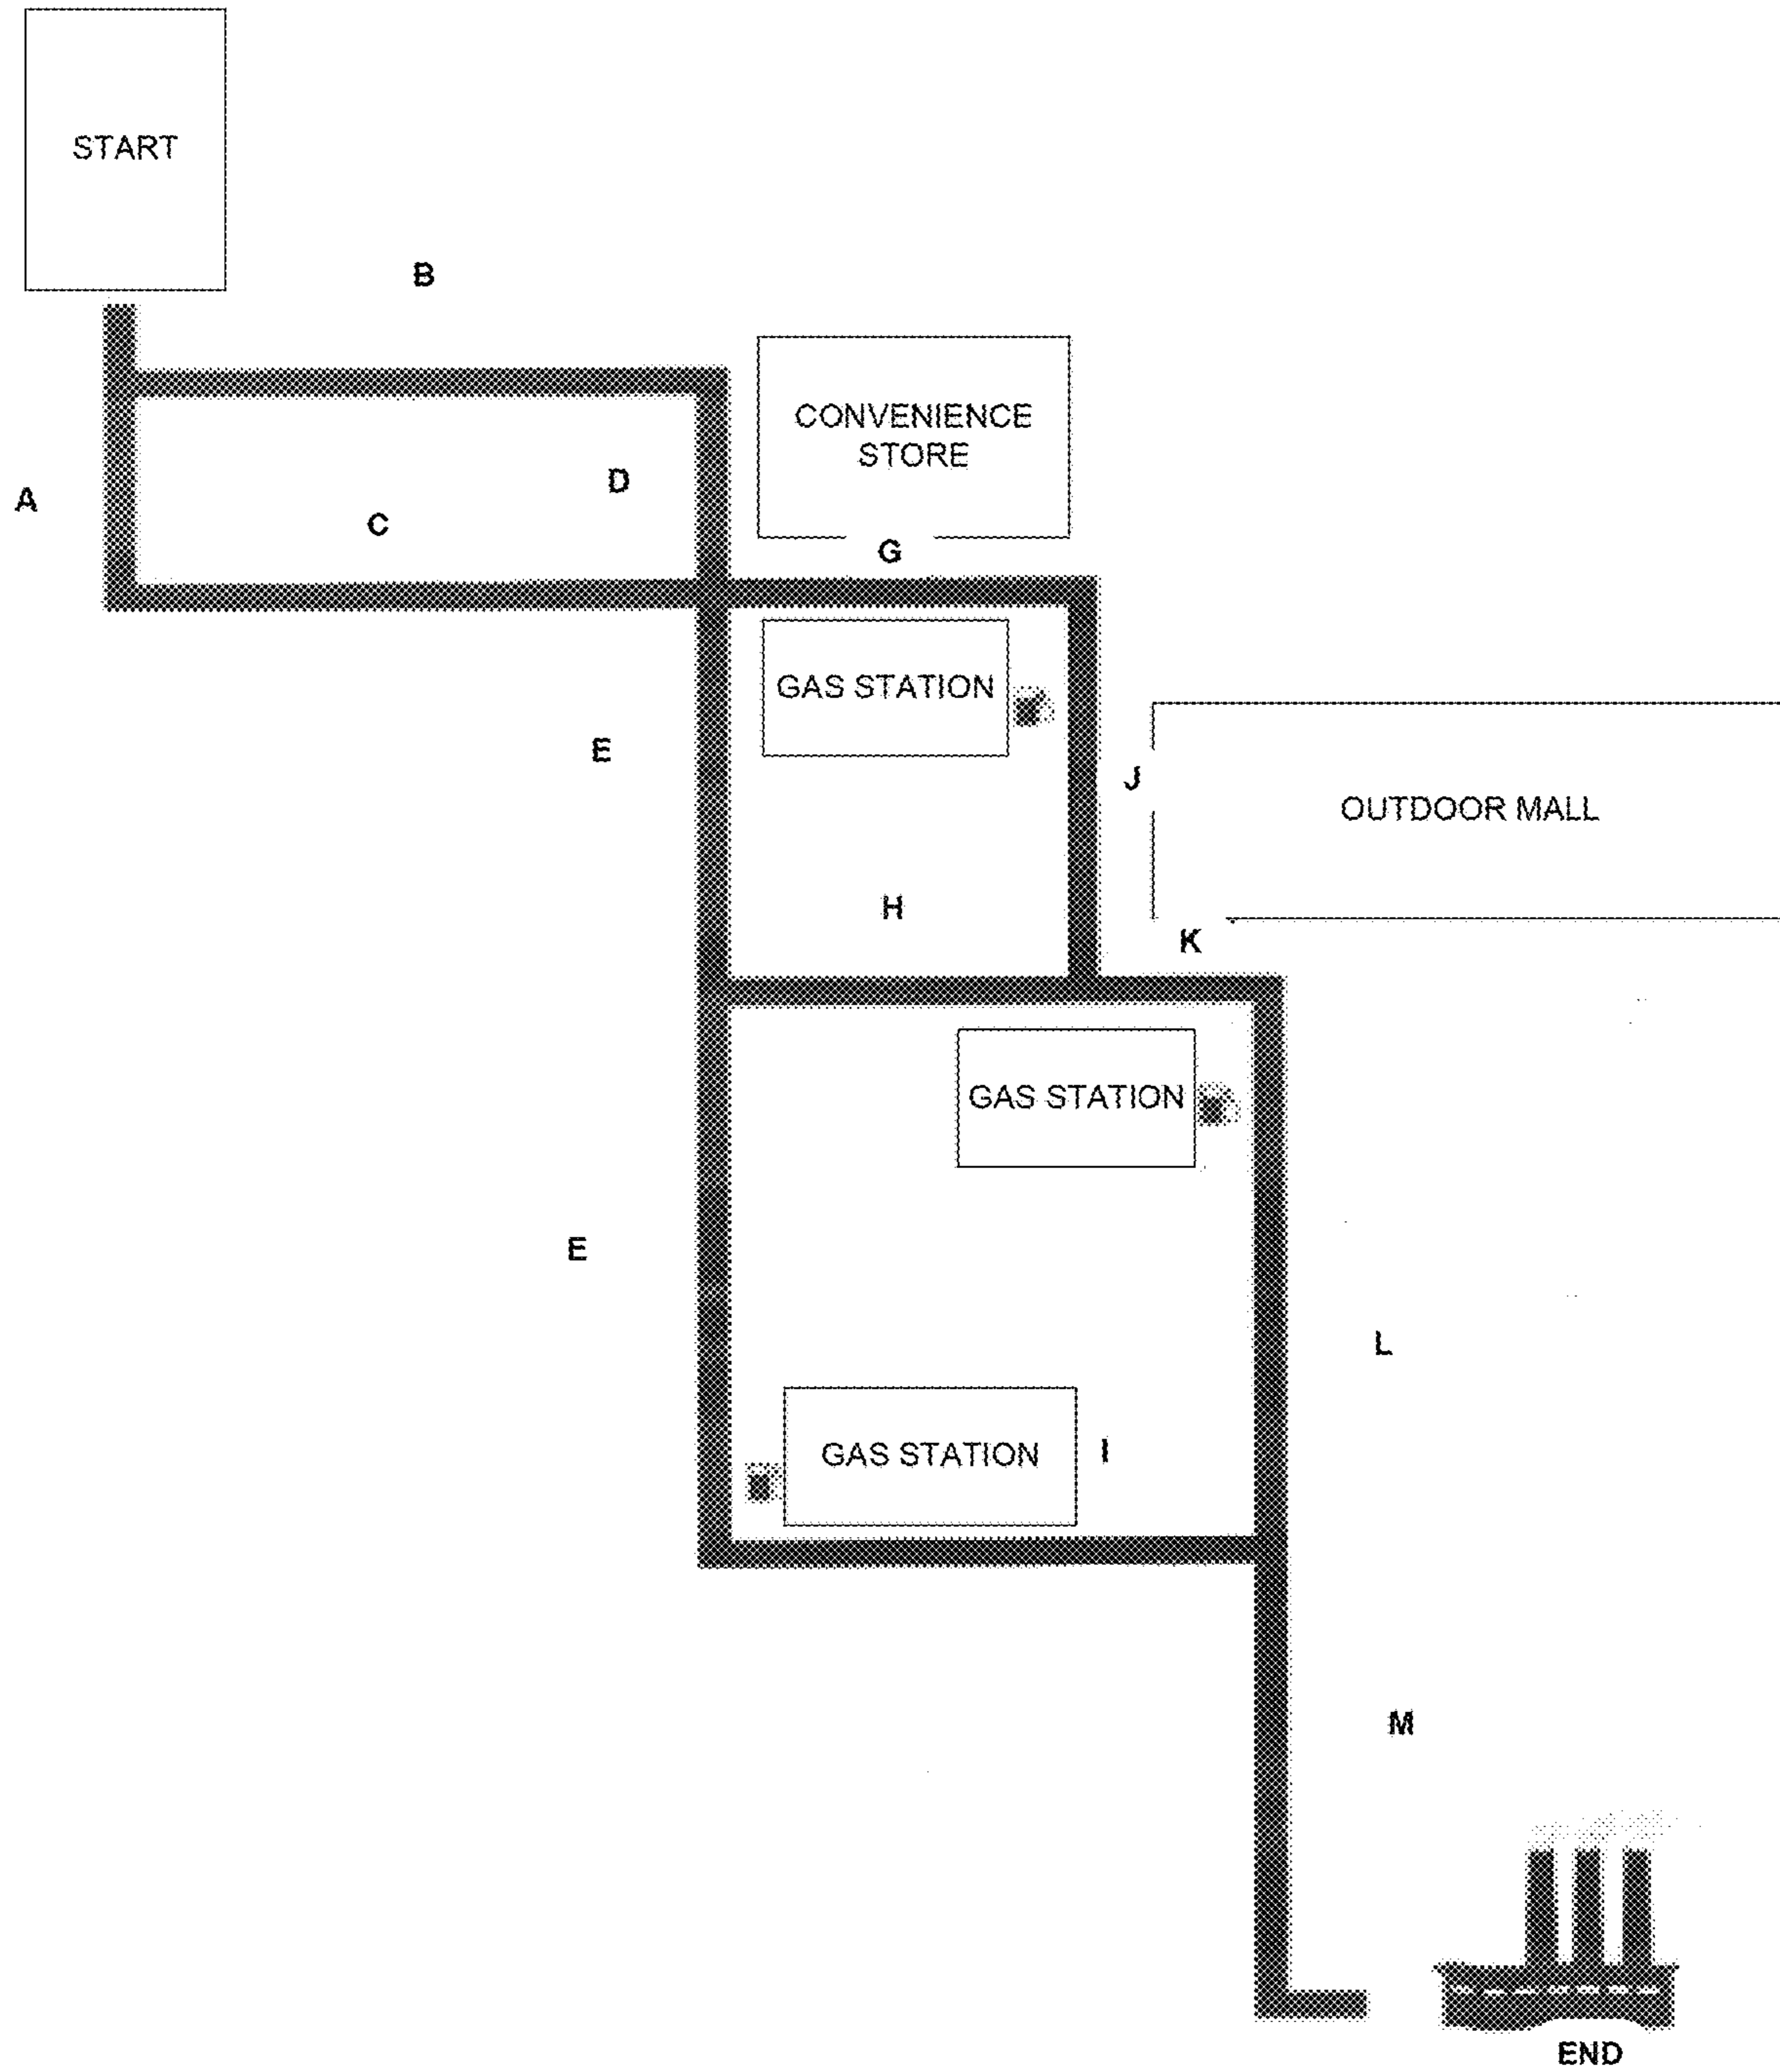 START
B
CONVENIENCE
STORE
D
A
C
G
GAS STATION
E
J
OUTDOOR MALL
H
K
GAS STATION
E
L
GAS STATION
I
M
END